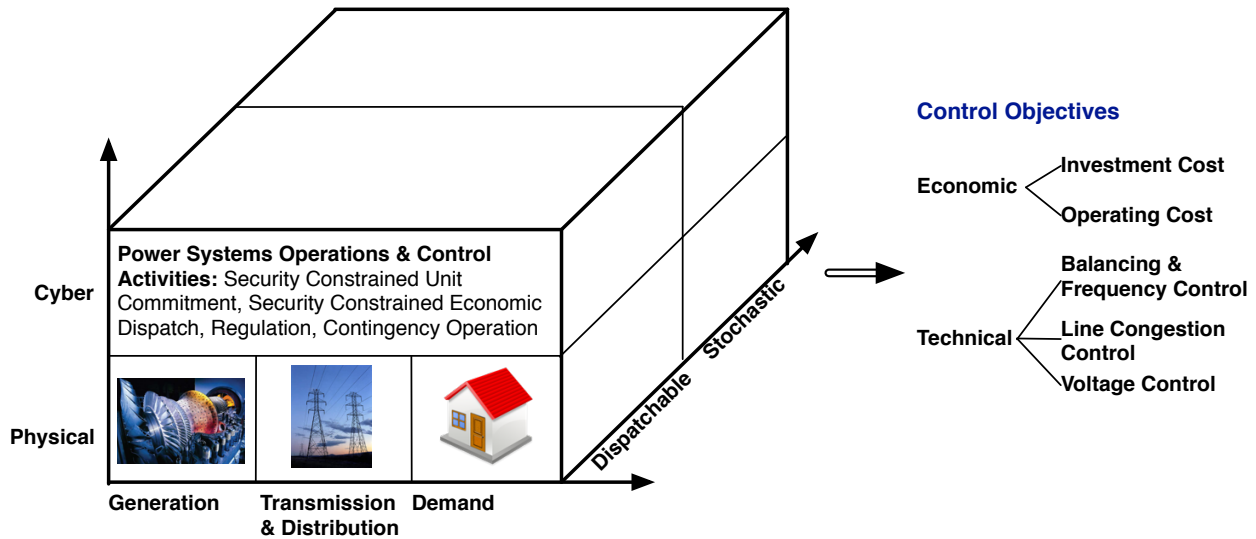 Control Objectives
Economic
Investment Cost
Operating Cost
Technical
Balancing &
Frequency Control
Line Congestion
Control
Voltage Control
Cyber
Power Systems Operations & Control
Activities: Security Constrained Unit
Commitment, Security Constrained Economic
Dispatch, Regulation, Contingency Operation
Physical
Generation
Transmission
& Distribution
Demand
Dispatchable
Stochastic